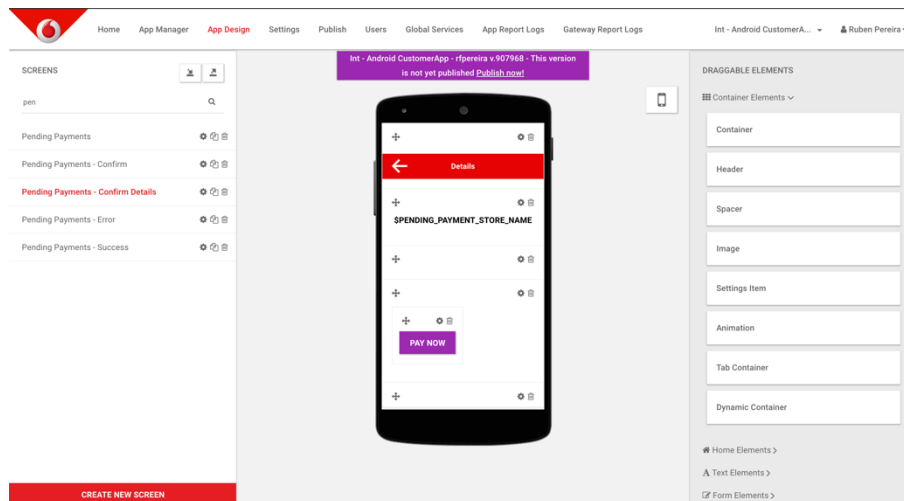 Home App Manager App Design Settings Publish Users Global Services App Report Logs Gateway Report Logs Int - Android CustomerA... Ruben Pereira
SCREENS
pen
Pending Payments
Pending Payments - Confirm
Pending Payments - Confirm Details
Pending Payments - Error
Pending Payments - Success
CREATE NEW SCREEN
Int - Android CustomerApp - rfpereira v.907968 - This version
is not yet published Publish now!
Details
$PENDING_PAYMENT_STORE_NAME
PAY NOW
DRAGGABLE ELEMENTS
Container Elements
Container
Header
Spacer
Image
Settings Item
Animation
Tab Container
Dynamic Container
Home Elements
Text Elements
Form Elements